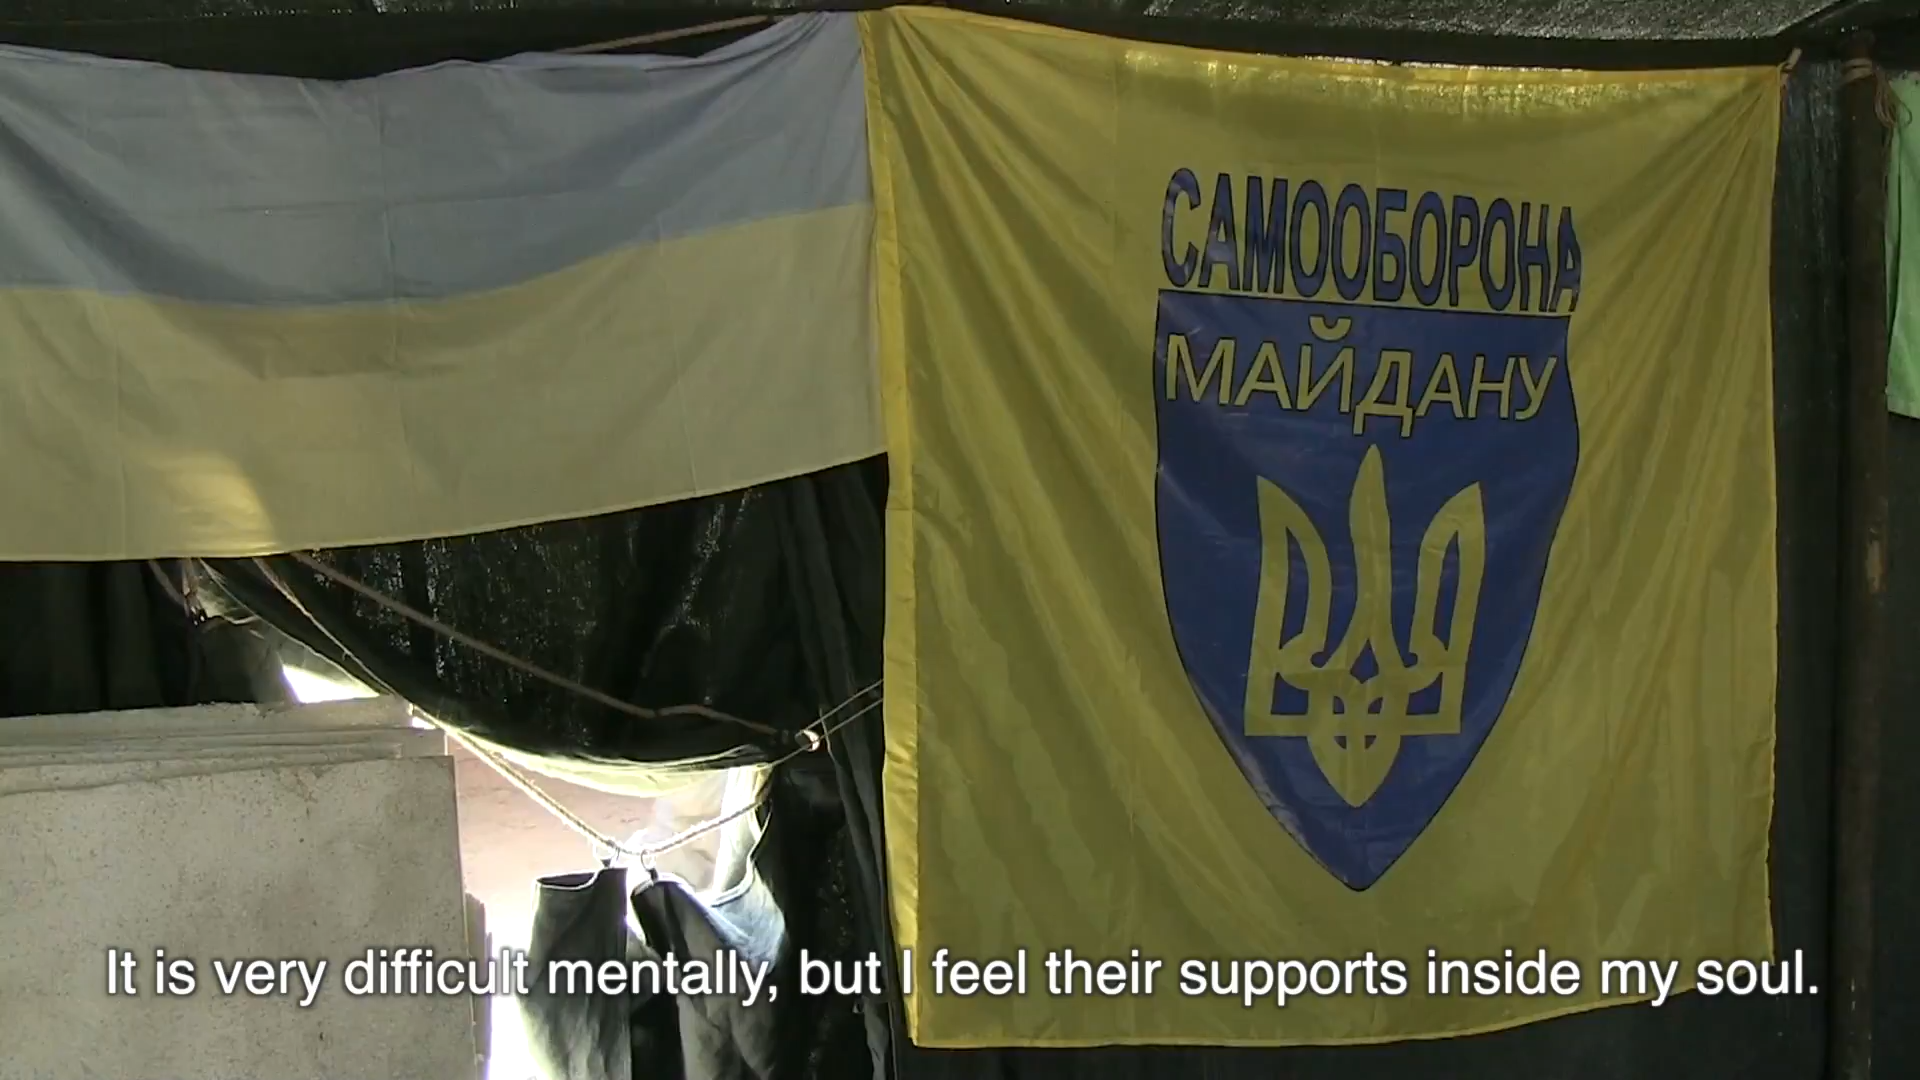 САМООБОРОНА
МАЙДАНУ
It is very difficult mentally, but I feel their supports inside my soul.